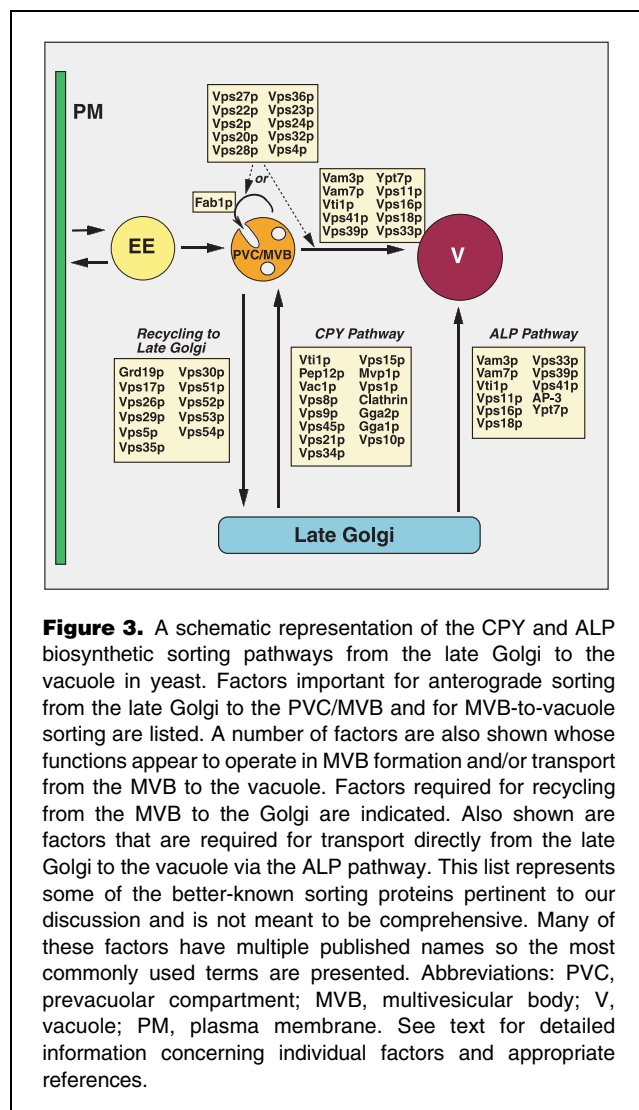 PM
Vps27p Vps36p
Vps22p Vps23p
Vps2p Vps24p
Vps20p Vps32p
Vps28p Vps4p
or
Fab1p
Vam3p Ypt7p
Vam7p Vps11p
Vti1p Vps16p
Vps41p Vps18p
Vps39p Vps33p
EE
PVC/MVB
V
Recycling to
Late Golgi
Grd19p Vps30p
Vps17p Vps51p
Vps26p Vps52p
Vps29p Vps53p
Vps5p Vps54p
Vps35p
CPY Pathway
Vti1p Vps15p
Pep12p Mvp1p
Vac1p Vps1p
Vps8p Clathrin
Vps9p Gga2p
Vps45p Gga1p
Vps21p Vps10p
Vps34p
ALP Pathway
Vam3p Vps33p
Vam7p Vps39p
Vti1p Vps41p
Vps11p AP-3
Vps16p Ypt7p
Vps18p
Late Golgi
Figure 3. A schematic representation of the CPY and ALP
biosynthetic sorting pathways from the late Golgi to the
vacuole in yeast. Factors important for anterograde sorting
from the late Golgi to the PVC/MVB and for MVB-to-vacuole
sorting are listed. A number of factors are also shown whose
functions appear to operate in MVB formation and/or transport
from the MVB to the vacuole. Factors required for recycling
from the MVB to the Golgi are indicated. Also shown are
factors that are required for transport directly from the late
Golgi to the vacuole via the ALP pathway. This list represents
some of the better-known sorting proteins pertinent to our
discussion and is not meant to be comprehensive. Many of
these factors have multiple published names so the most
commonly used terms are presented. Abbreviations: PVC,
prevacuolar compartment; MVB, multivesicular body; V,
vacuole; PM, plasma membrane. See text for detailed
information concerning individual factors and appropriate
references.